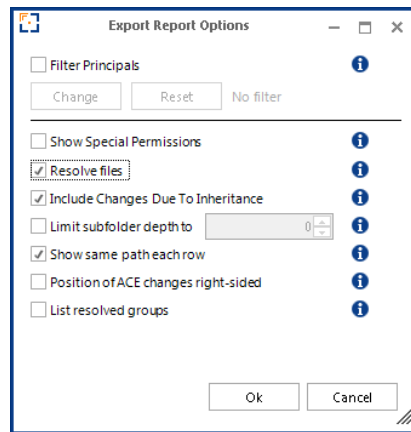 Export Report Options
Filter Principals
Change Reset No filter
Show Special Permissions
Resolve files
Include Changes Due To Inheritance
Limit subfolder depth to 0
Show same path each row
Position of ACE changes right-sided
List resolved groups
Ok Cancel